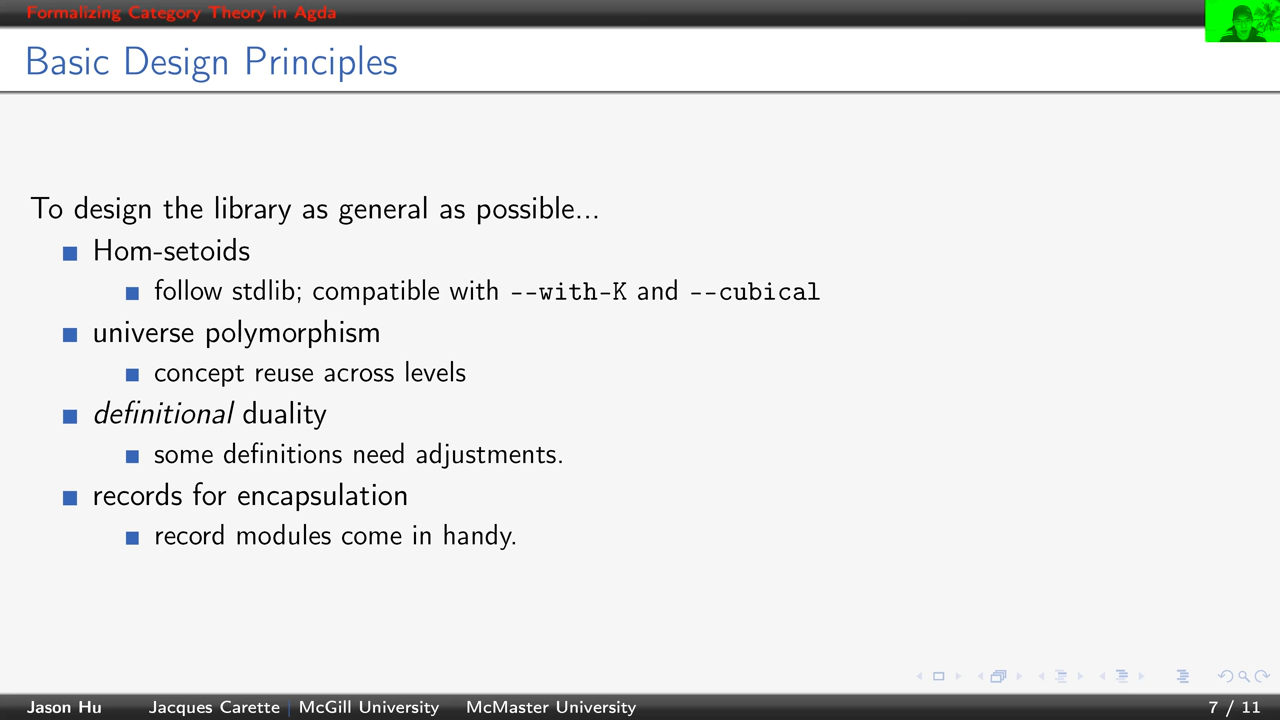 Formalizing Category Theory in Agda
Basic Design Principles
To design the library as general as possible...
Hom-setoids
follow stdlib; compatible with --with-K and --cubical
universe polymorphism
concept reuse across levels
definitional duality
some definitions need adjustments.
records for encapsulation
record modules come in handy.
Jason Hu Jacques Carette | McGill University McMaster University 7 / 11